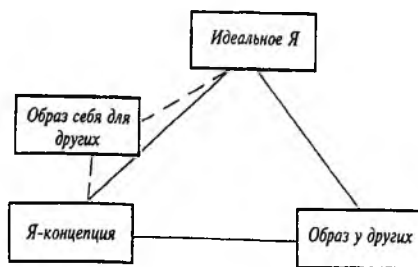 Идеальное Я
Образ себя для
других
Я-концепция
Образ у других